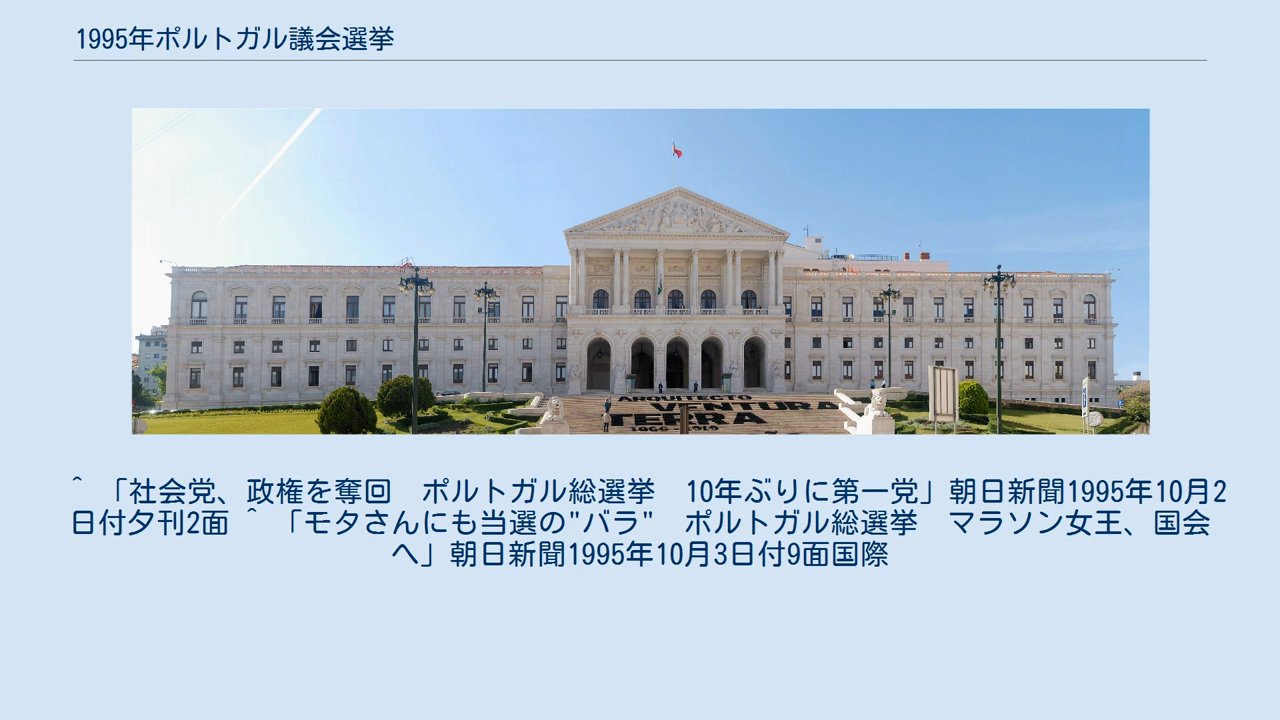 1995年ポルトガル議会選挙
ARQUITECTO
VENTURA
TERRA
1866-1919
^ 「社会党、政権を奪回　ポルトガル総選挙　10年ぶりに第一党」朝日新聞1995年10月2
日付夕刊2面 ^ 「モタさんにも当選の"バラ"　ポルトガル総選挙　マラソン女王、国会
へ」朝日新聞1995年10月3日付9面国際